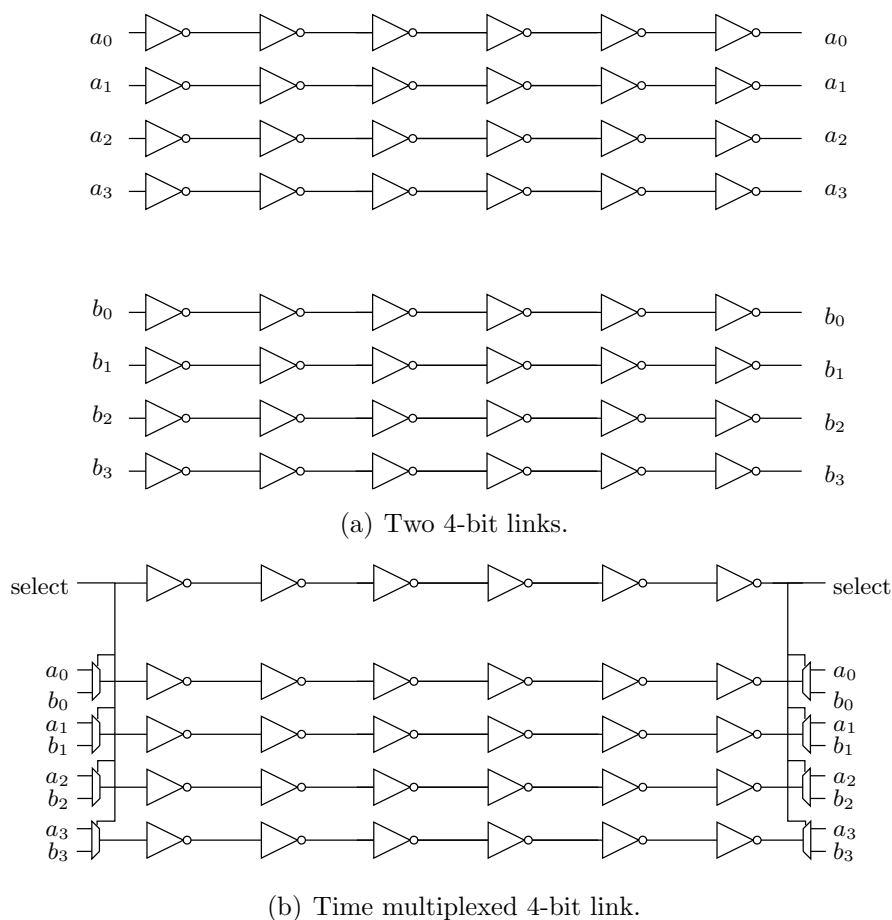 a₀ a₀
a₁ a₁
a₂ a₂
a₃ a₃
b₀ b₀
b₁ b₁
b₂ b₂
b₃ b₃
(a) Two 4-bit links.
select select
a₀ a₀
b₀ b₀
a₁ a₁
b₁ b₁
a₂ a₂
b₂ b₂
a₃ a₃
b₃ b₃
(b) Time multiplexed 4-bit link.